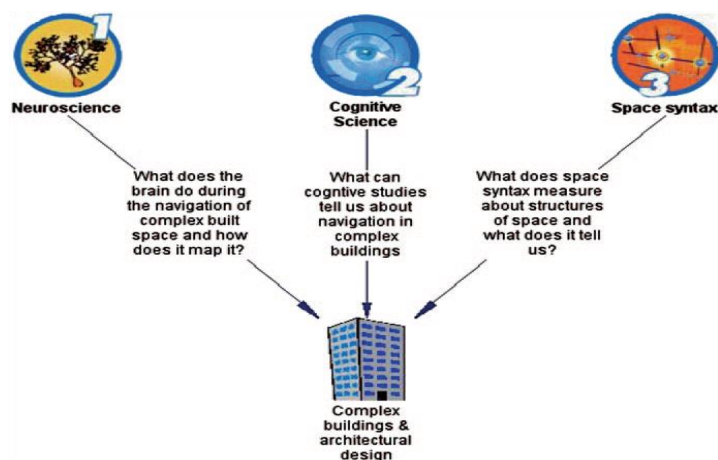 1
Neuroscience
2
Cognitive
Science
3
Space syntax
What does the
brain do during
the navigation of
complex built
space and how
does it map it?
What can
cogntive studies
tell us about
navigation in
complex
buildings
What does space
syntax measure
about structures
of space and
what does it tell
us?
Complex
buildings &
architectural
design